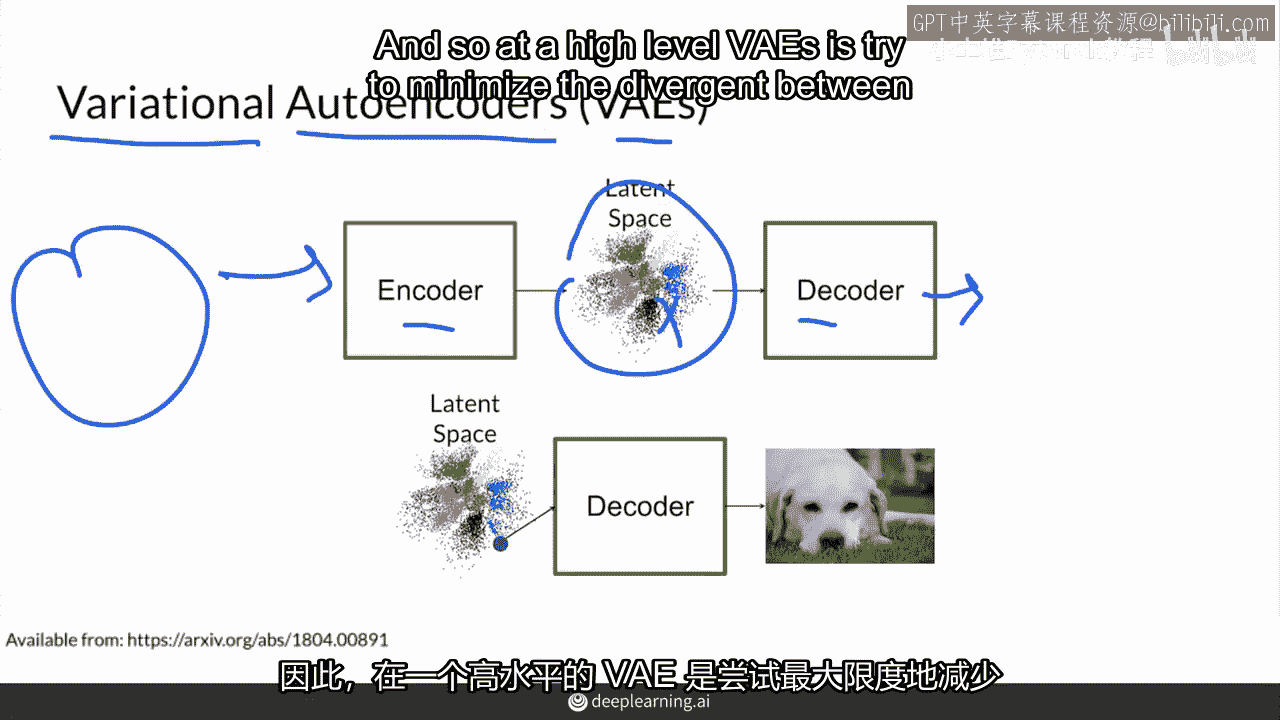 GPT中英字幕课程资源@bilibili.com
And so at a high level VAEs is try
to minimize the divergent between
Variational Autoencoders (VAEs)
Latent
Space
Encoder
Decoder
Latent
Space
Decoder
Available from: https://arxiv.org/abs/1804.00891
因此，在一个高水平的 VAE 是尝试最大限度地减少
deeplearning.ai